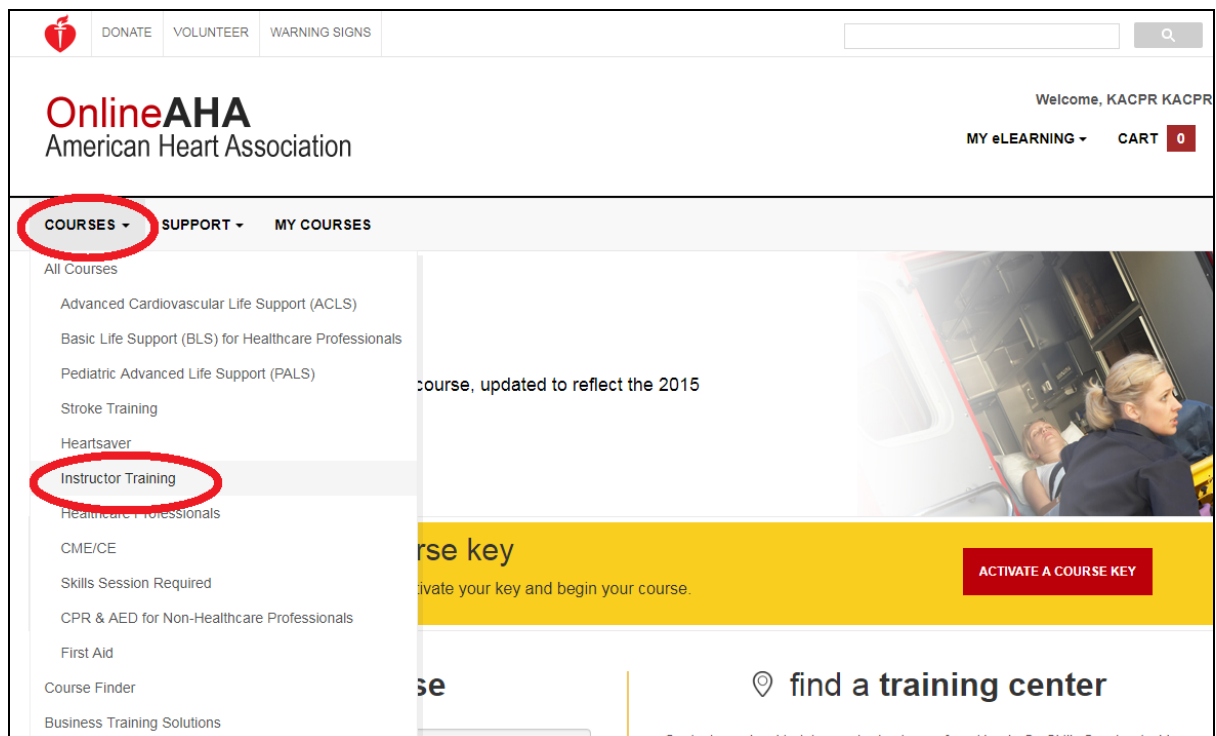 DONATE VOLUNTEER WARNING SIGNS
OnlineAHA
American Heart Association
Welcome, KACPR KACPR
MY eLEARNING CART 0
COURSES SUPPORT MY COURSES
All Courses
Advanced Cardiovascular Life Support (ACLS)
Basic Life Support (BLS) for Healthcare Professionals
Pediatric Advanced Life Support (PALS)
course, updated to reflect the 2015
Stroke Training
Heartsaver
Instructor Training
Healthcare Professionals
CME/CE
rse key
ACTIVATE A COURSE KEY
Skills Session Required
ivate your key and begin your course.
CPR & AED for Non-Healthcare Professionals
First Aid
Course Finder
se
find a training center
Business Training Solutions